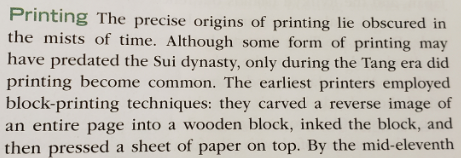 Printing The precise origins of printing lie obscured in
the mists of time. Although some form of printing may
have predated the Sui dynasty, only during the Tang era did
printing become common. The earliest printers employed
block-printing techniques: they carved a reverse image of
an entire page into a wooden block, inked the block, and
then pressed a sheet of paper on top. By the mid-eleventh